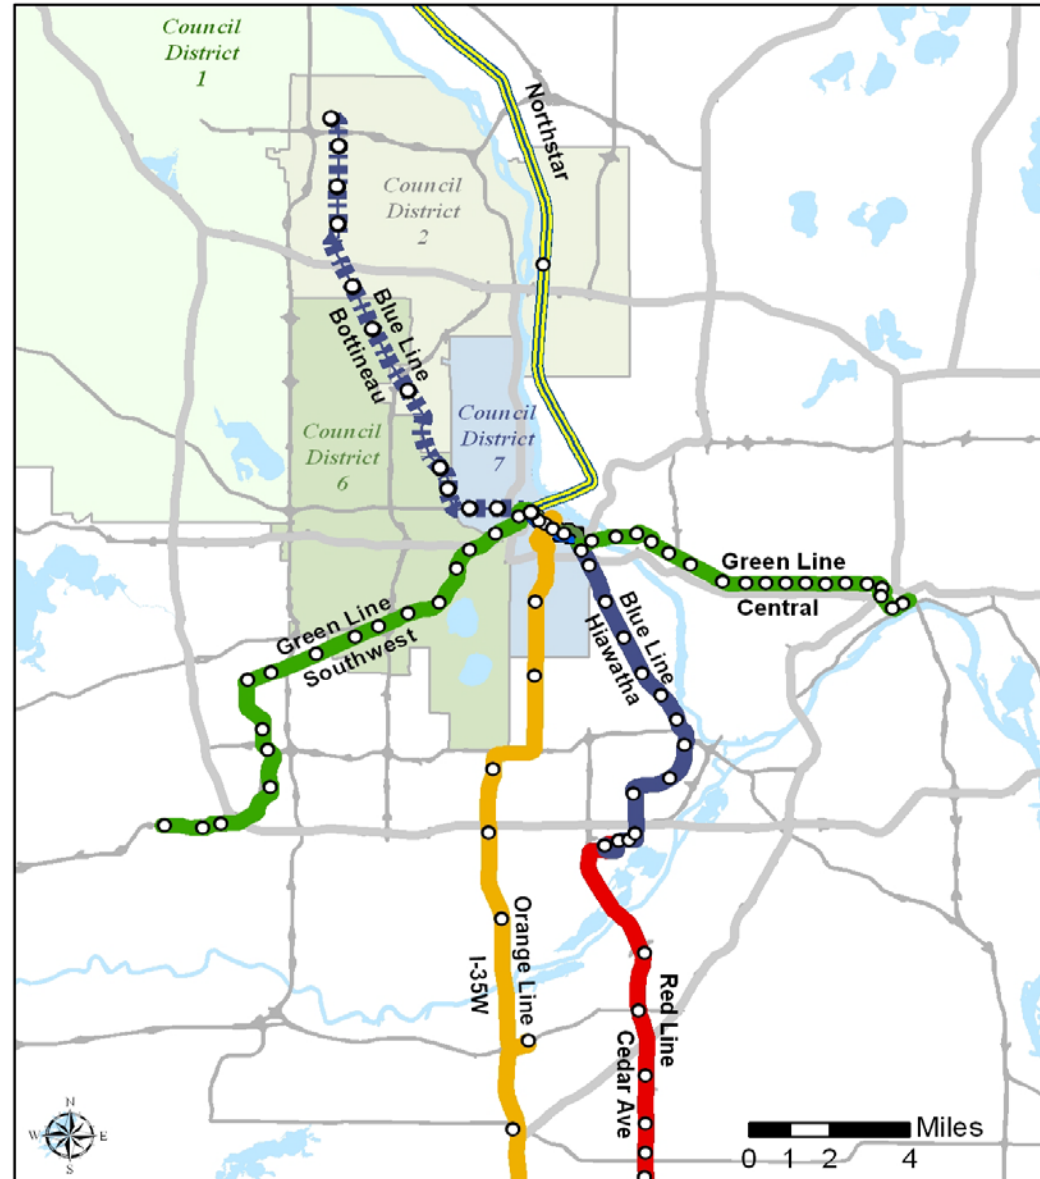 Council
District
1
Northstar
Council
District
2
Blue Line
Bottineau
Council
District
7
Council
District
6
Green Line
Central
Green Line
Southwest
Blue Line
Hiawatha
Orange Line
I-35W
Red Line
Cedar Ave
N
W E
S
Miles
0 1 2 4